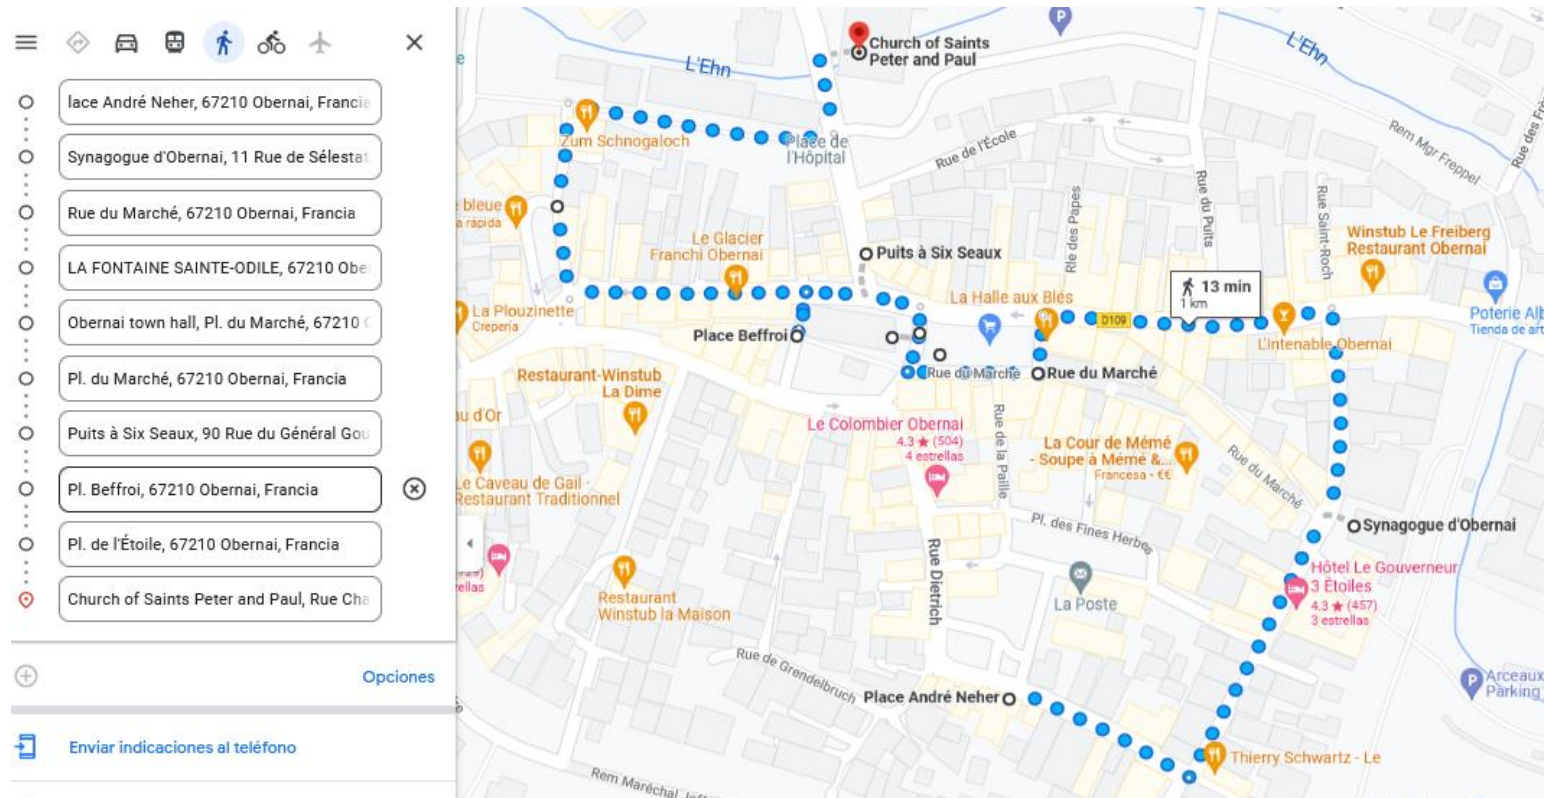 lace André Neher, 67210 Obernai, Francia
Synagogue d'Obernai, 11 Rue de Sélestat
Rue du Marché, 67210 Obernai, Francia
LA FONTAINE SAINTE-ODILE, 67210 Obe
Obernai town hall, Pl. du Marché, 67210
Pl. du Marché, 67210 Obernai, Francia
Puits à Six Seaux, 90 Rue du Général Gou
Pl. Beffroi, 67210 Obernai, Francia
Pl. de l'Étoile, 67210 Obernai, Francia
Church of Saints Peter and Paul, Rue Cha
Opciones
Enviar indicaciones al teléfono
P
Church of Saints
Peter and Paul
L'Ehn
L'Ehn
e
Zum Schnogaloch
Place de
l'Hôpital
Rue de l'École
Rem Mgr Freppel
Rue des
bleue
a rápida
Rle des Papes
Rue du Puits
Rue Saint-Roch
Le Glacier
Franchi Obernai
Puits à Six Seaux
Winstub Le Freiberg
Restaurant Obernai
13 min
1 km
La Halle aux Blés
D109
La Plouzinette
Crepería
Poterie Alb
Tienda de art
Place Beffroi
L'intenable Obernai
Restaurant-Winstub
La Dime
Rue du Marché
Rue du Marché
au d'Or
Le Colombier Obernai
4.3 ★ (504)
4 estrellas
Rue de la Paille
La Cour de Mémé
- Soupe à Mémé &...
Francesa · €€
Rue du Marché
Le Caveau de Gail ·
Restaurant Traditionnel
Pl. des Fines Herbes
Synagogue d'Obernai
Rue Dietrich
Hôtel Le Gouverneur
3 Étoiles
4.3 ★ (457)
3 estrellas
rellas
Restaurant
Winstub la Maison
La Poste
Rue de Grendelbruch
Place André Neher
P
Arceaux
Parking
Thierry Schwartz - Le
Rem Maréchal